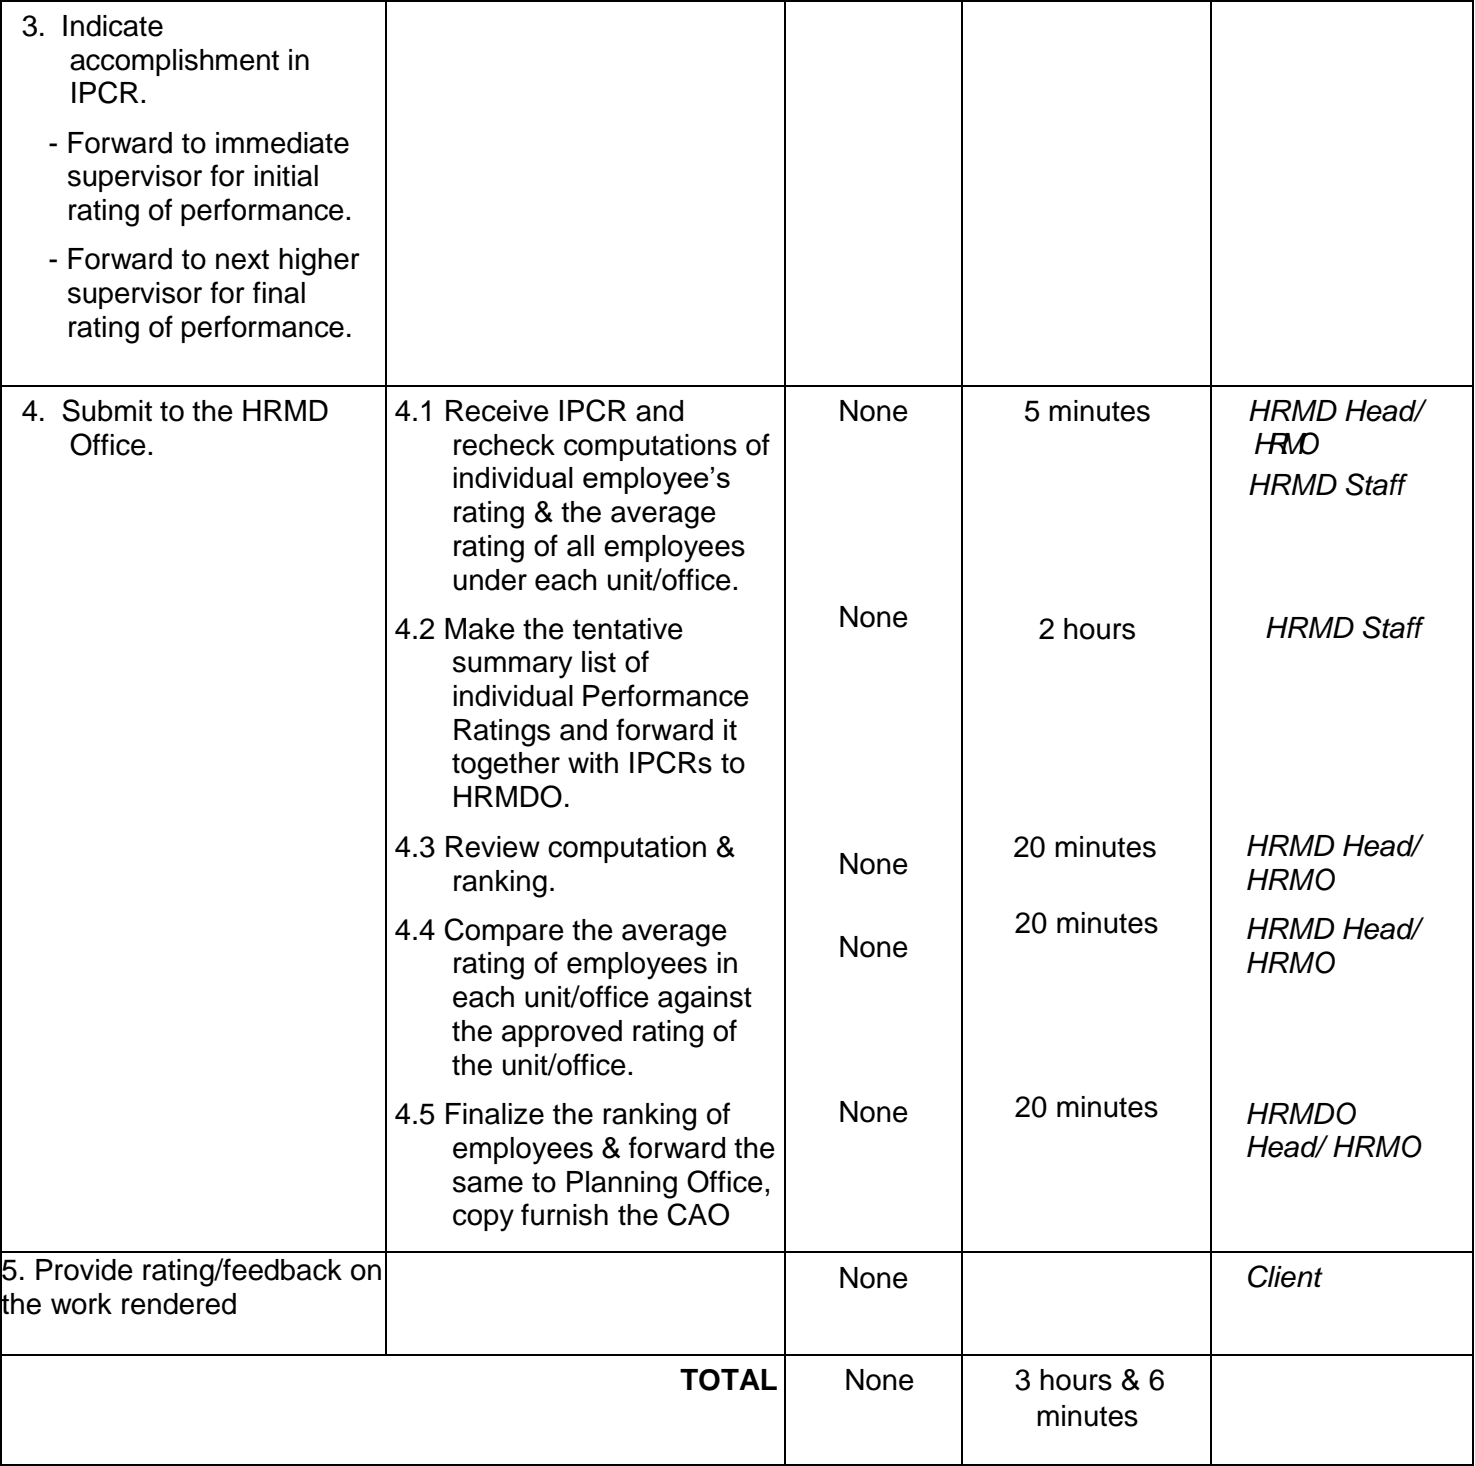 3. Indicate
accomplishment in
IPCR.
- Forward to immediate
supervisor for initial
rating of performance.
- Forward to next higher
supervisor for final
rating of performance.
4. Submit to the HRMD
Office.
4.1 Receive IPCR and
recheck computations of
individual employee’s
rating & the average
rating of all employees
under each unit/office.
None
5 minutes
HRMD Head/
HRMO
HRMD Staff
4.2 Make the tentative
summary list of
individual Performance
Ratings and forward it
together with IPCRs to
HRMDO.
None
2 hours
HRMD Staff
4.3 Review computation &
ranking.
None
20 minutes
HRMD Head/
HRMO
4.4 Compare the average
rating of employees in
each unit/office against
the approved rating of
the unit/office.
None
20 minutes
HRMD Head/
HRMO
4.5 Finalize the ranking of
employees & forward the
same to Planning Office,
copy furnish the CAO
None
20 minutes
HRMDO
Head/ HRMO
5. Provide rating/feedback on
the work rendered
None
Client
TOTAL
None
3 hours & 6
minutes